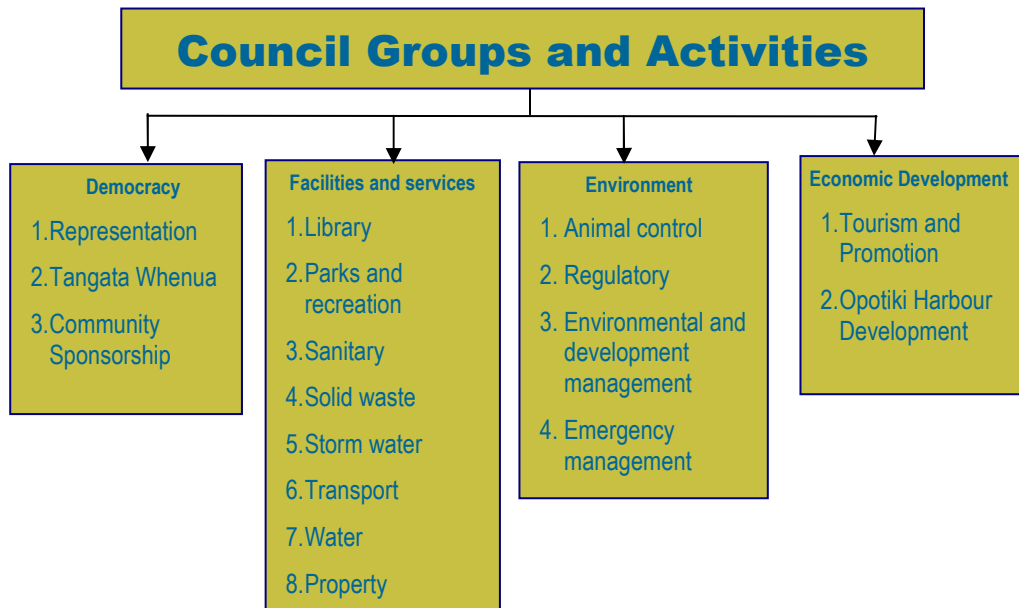 Council Groups and Activities
Democracy
1.Representation
2.Tangata Whenua
3.Community
Sponsorship
Facilities and services
1.Library
2.Parks and
recreation
3.Sanitary
4.Solid waste
5.Storm water
6.Transport
7.Water
8.Property
Environment
1. Animal control
2. Regulatory
3. Environmental and
development
management
4. Emergency
management
Economic Development
1.Tourism and
Promotion
2.Opotiki Harbour
Development